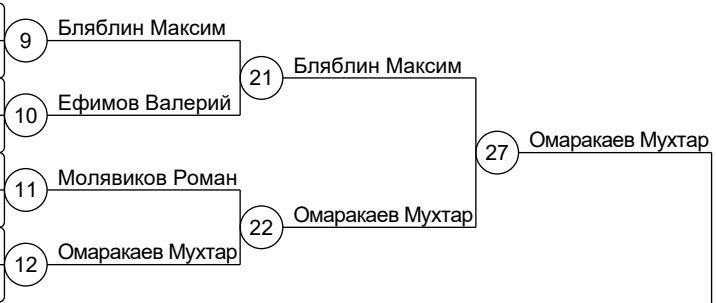 9 Бляблин Максим
21 Бляблин Максим
10 Ефимов Валерий
27 Омаракаев Мухтар
11 Молявиков Роман
22 Омаракаев Мухтар
12 Омаракаев Мухтар